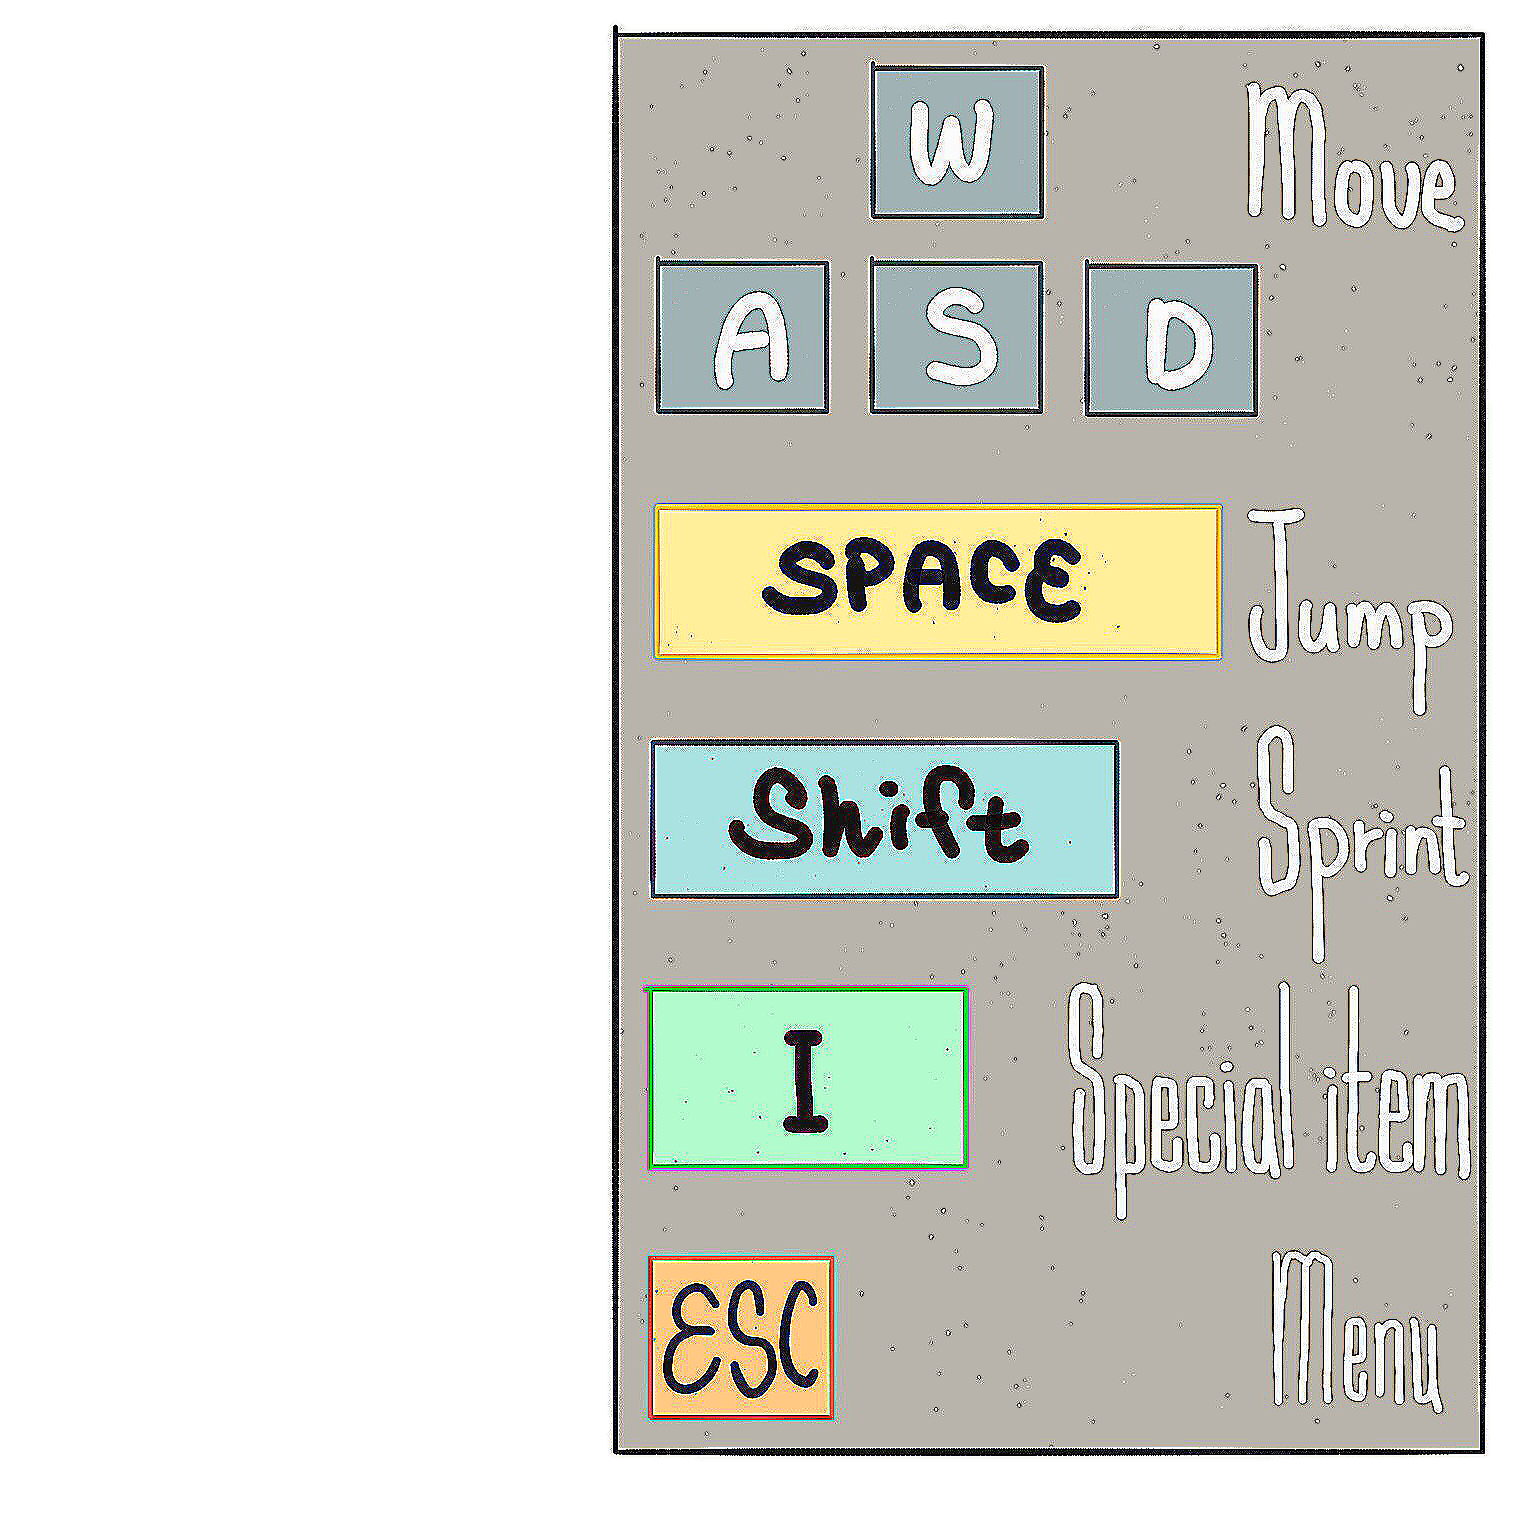 W Move
A S D
SPACE Jump
Shift Sprint
I Special item
ESC Menu